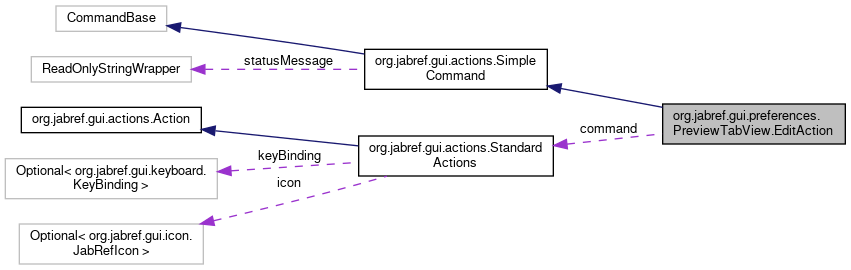 CommandBase
ReadOnlyStringWrapper
statusMessage
org.jabref.gui.actions.Simple
Command
org.jabref.gui.actions.Action
org.jabref.gui.preferences.
PreviewTabView.EditAction
command
org.jabref.gui.actions.Standard
Actions
keyBinding
Optional< org.jabref.gui.keyboard.
KeyBinding >
icon
Optional< org.jabref.gui.icon.
JabRefIcon >